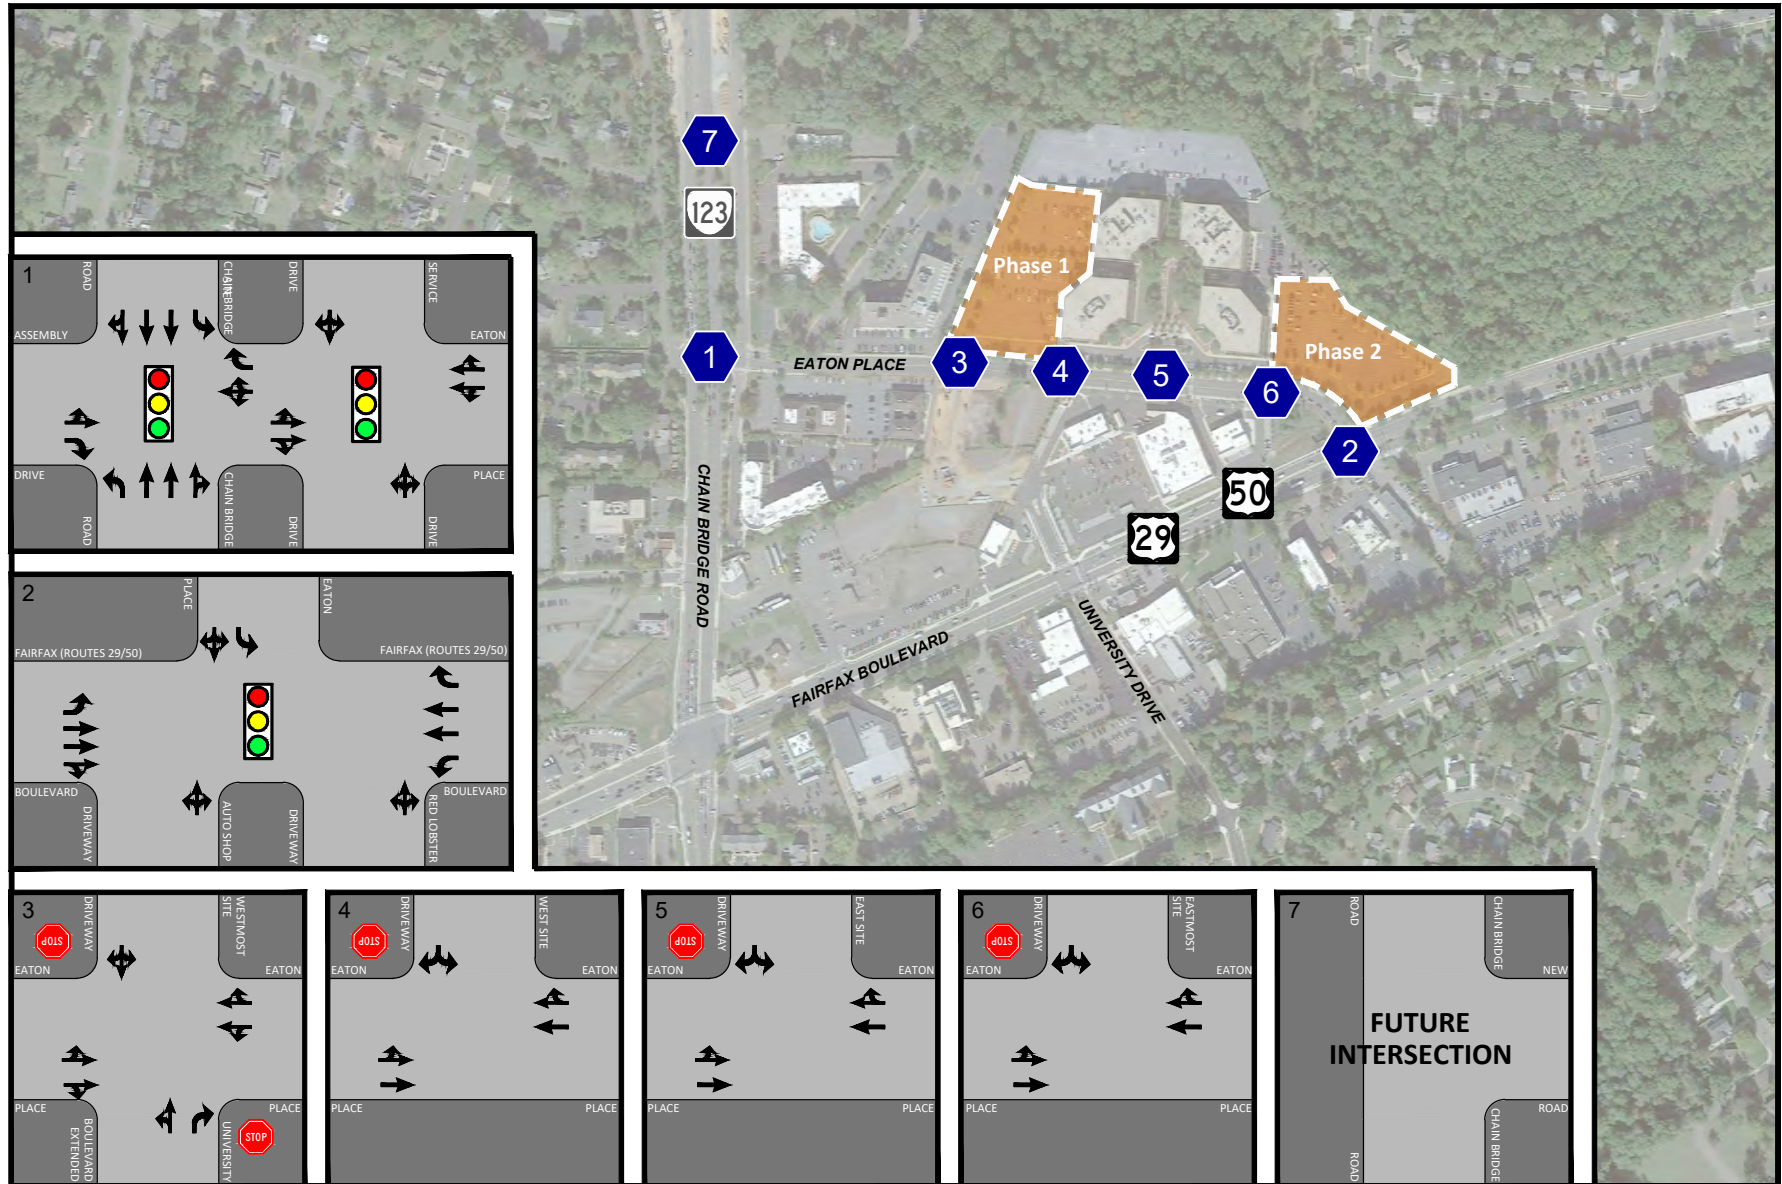 7
123
Phase 1
Phase 2
1
EATON PLACE
3
4
5
6
2
50
29
CHAIN BRIDGE ROAD
FAIRFAX BOULEVARD
UNIVERSITY DRIVE
1
ROAD
CHAIN BRIDGE
DRIVE
SERVICE
ASSEMBLY
EATON
DRIVE
PLACE
ROAD
CHAIN BRIDGE
DRIVE
DRIVE
2
PLACE
EATON
FAIRFAX (ROUTES 29/50)
FAIRFAX (ROUTES 29/50)
BOULEVARD
BOULEVARD
DRIVEWAY
AUTO SHOP
DRIVEWAY
RED LOBSTER
3
DRIVEWAY
WESTMOST
SITE
STOP
EATON
EATON
PLACE
PLACE
BOULEVARD
EXTENDED
UNIVERSITY
STOP
4
DRIVEWAY
WEST SITE
STOP
EATON
EATON
PLACE
PLACE
5
DRIVEWAY
EAST SITE
STOP
EATON
EATON
PLACE
PLACE
6
DRIVEWAY
EASTMOST
SITE
STOP
EATON
EATON
PLACE
PLACE
7
ROAD
CHAIN BRIDGE
NEW
FUTURE
INTERSECTION
ROAD
ROAD
CHAIN BRIDGE